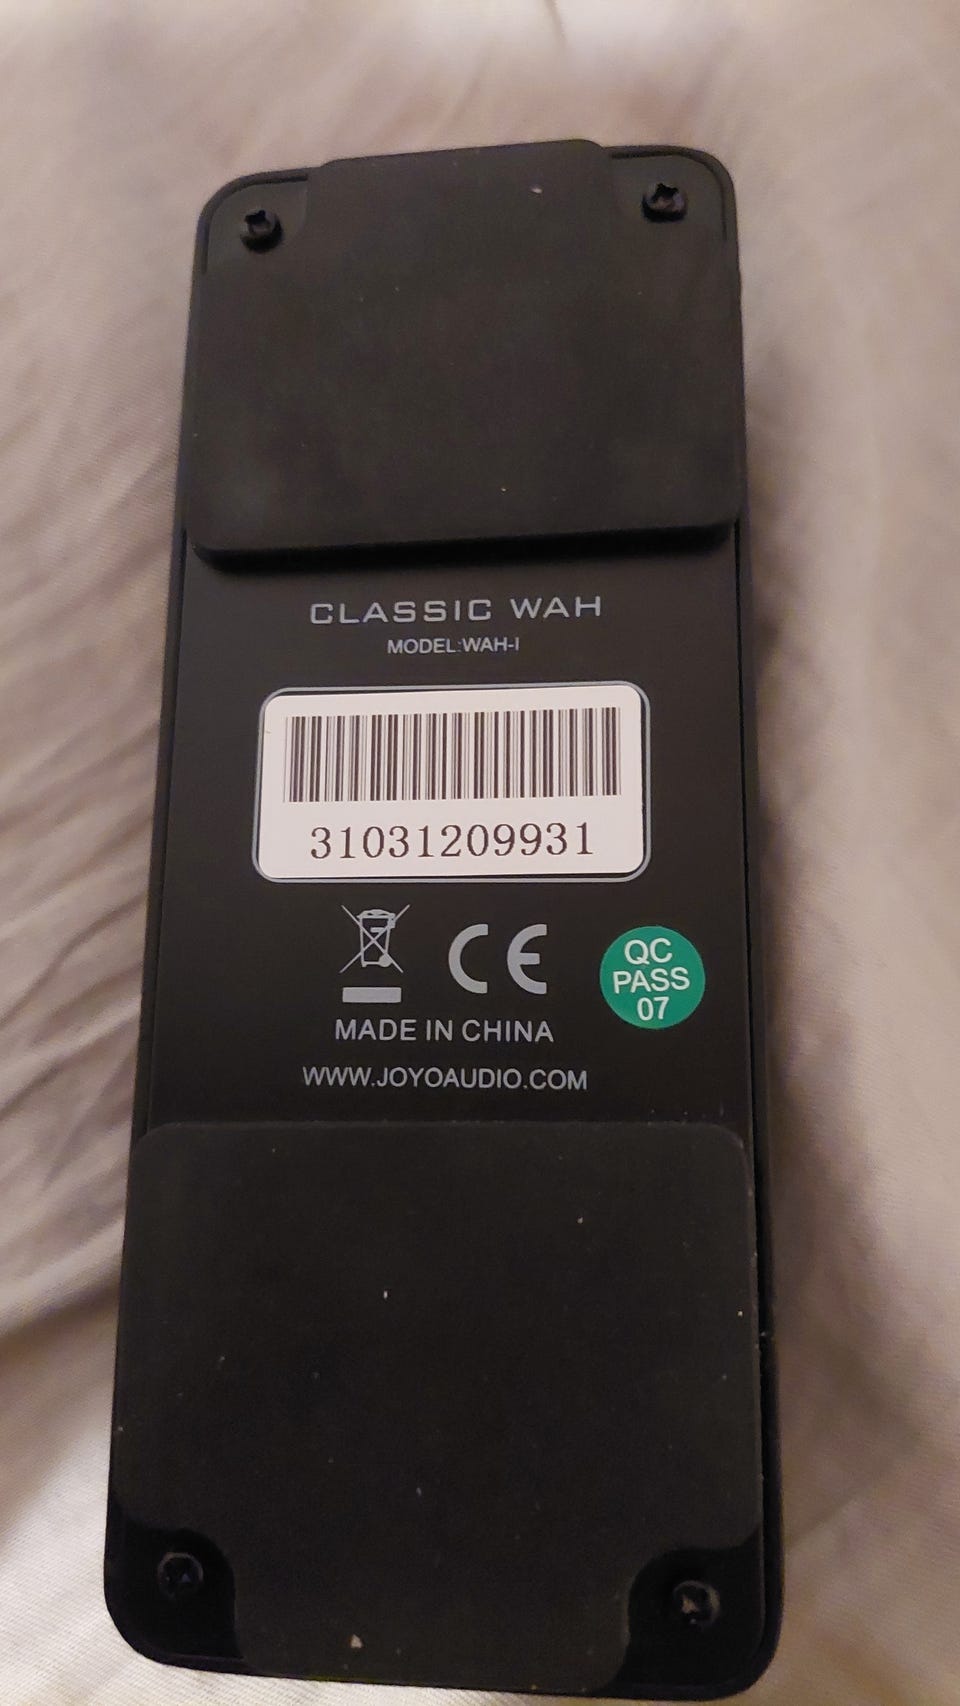 CLASSIC WAH
MODEL:WAH-I
31031209931
CE
QC
PASS
07
MADE IN CHINA
WWW.JOYOAUDIO.COM